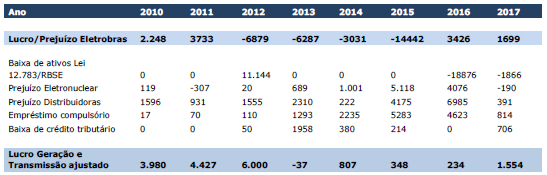 Ano 2010 2011 2012 2013 2014 2015 2016 2017
Lucro/Prejuízo Eletrobras 2.248 3733 -6879 -6287 -3031 -14442 3426 1699
Baixa de ativos Lei
12.783/RBSE 0 0 11.144 0 0 0 -18876 -1866
Prejuízo Eletronuclear 119 -307 20 689 1.001 5.118 4076 -190
Prejuízo Distribuidoras 1596 931 1555 2310 222 4175 6985 391
Empréstimo compulsório 17 70 110 1293 2235 5283 4623 814
Baixa de crédito tributário 0 0 50 1958 380 214 0 706
Lucro Geração e
Transmissão ajustado 3.980 4.427 6.000 -37 807 348 234 1.554